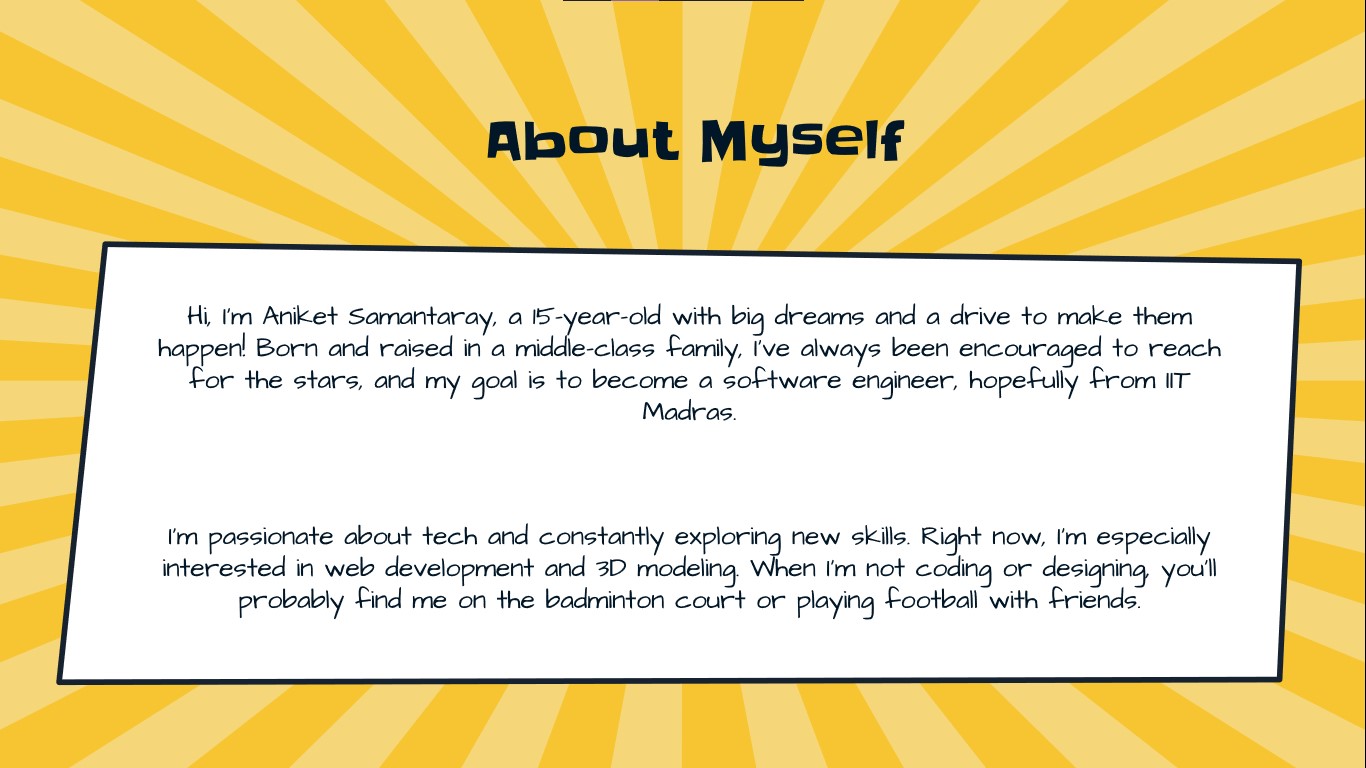 About Myself
Hi, I'm Aniket Samantaray, a 15-year-old with big dreams and a drive to make them
happen! Born and raised in a middle-class family, I've always been encouraged to reach
for the stars, and my goal is to become a software engineer, hopefully from IIT
Madras.
I'm passionate about tech and constantly exploring new skills. Right now, I'm especially
interested in web development and 3D modeling. When I'm not coding or designing, you'll
probably find me on the badminton court or playing football with friends.